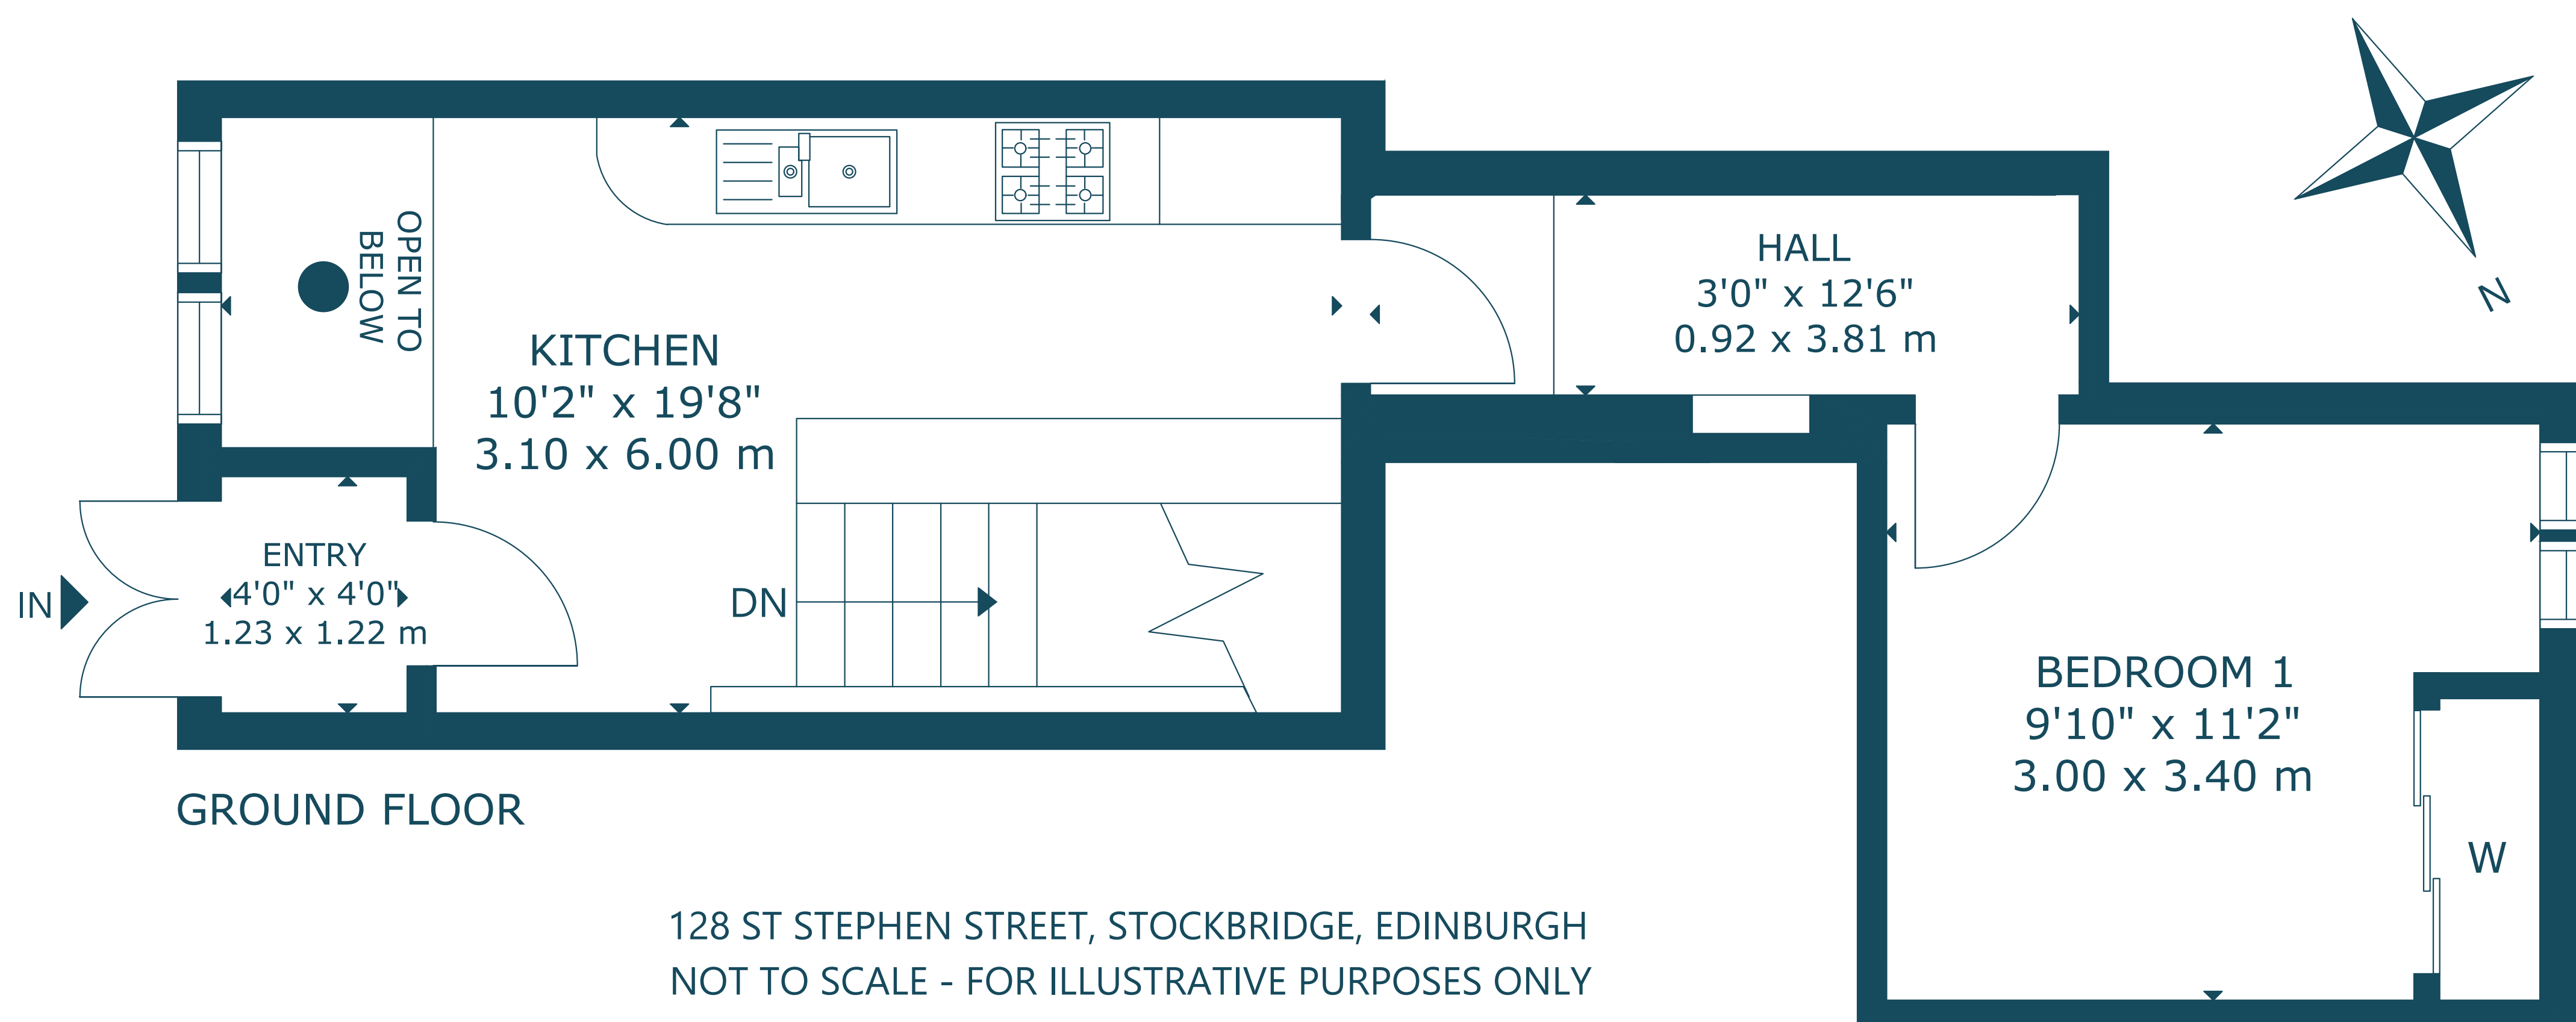 N
OPEN TO
BELOW
HALL
3'0" x 12'6"
0.92 x 3.81 m
KITCHEN
10'2" x 19'8"
3.10 x 6.00 m
ENTRY
4'0" x 4'0"
1.23 x 1.22 m
IN
DN
BEDROOM 1
9'10" x 11'2"
3.00 x 3.40 m
W
GROUND FLOOR
128 ST STEPHEN STREET, STOCKBRIDGE, EDINBURGH
NOT TO SCALE - FOR ILLUSTRATIVE PURPOSES ONLY